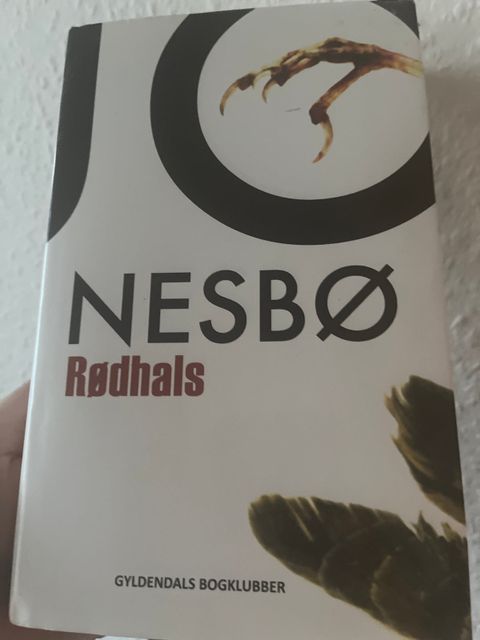 JO
NESBØ
Rødhals
GYLDENDALS BOGKLUBBER